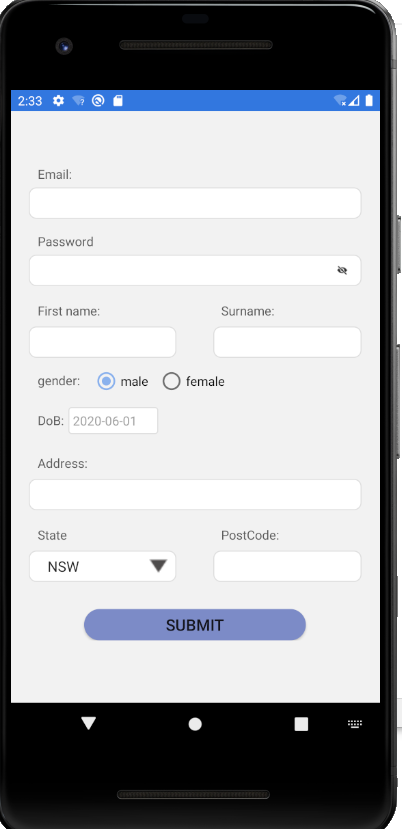 2:33
Email:
Password
First name: Surname:
gender: male female
DoB: 2020-06-01
Address:
State PostCode:
NSW
SUBMIT